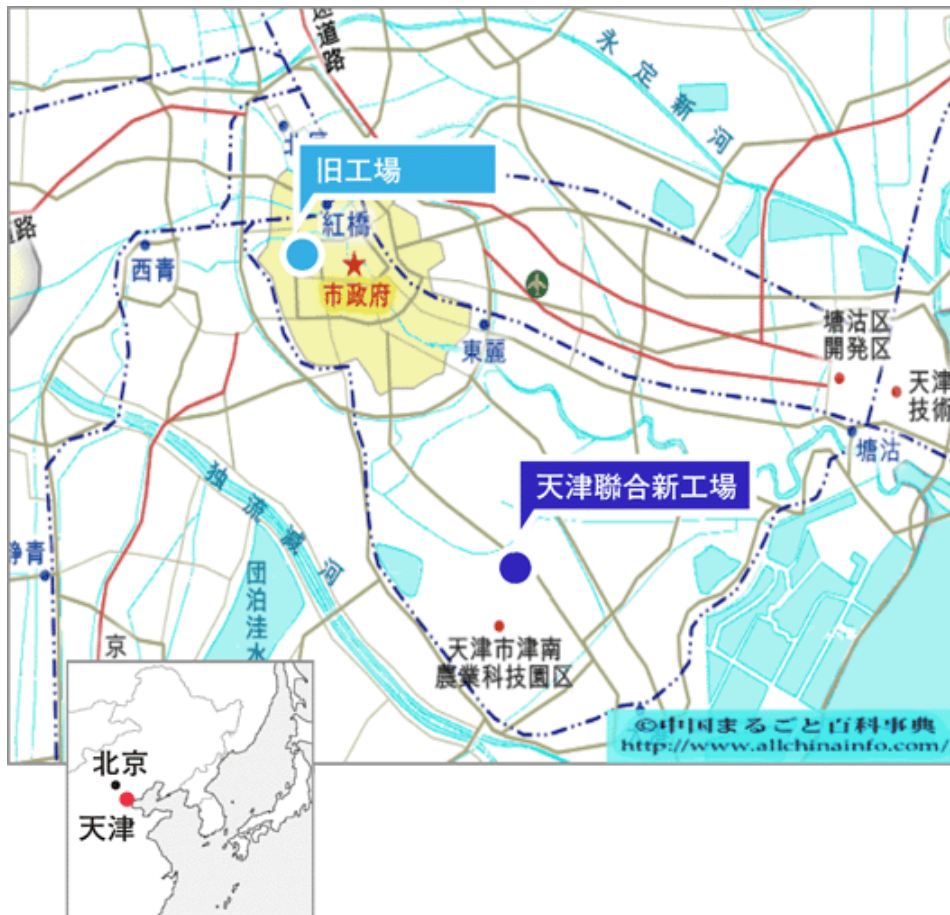 速道路
永定新河
旧工場
紅橋
路
西青
市政府
東麗
塘沽区
開発区
天津
技術
塘沽
天津聯合新工場
独流減河
静青
団泊洼水
天津市津南
農業科技園区
京
©中国まるごと百科事典
http://www.allchinainfo.com/
北京
天津